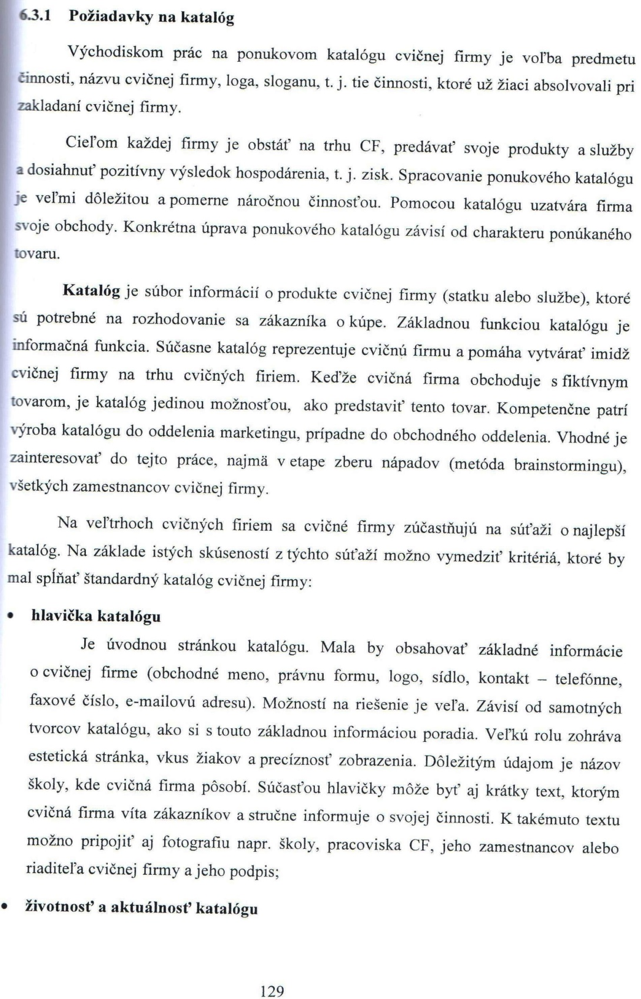 6.3.1 Požiadavky na katalóg
Východiskom prác na ponukovom katalógu cvičnej firmy je voľba predmetu
činnosti, názvu cvičnej firmy, loga, sloganu, t. j. tie činnosti, ktoré už žiaci absolvovali pri
zakladaní cvičnej firmy.
Cieľom každej firmy je obstáť na trhu CF, predávať svoje produkty a služby
a dosiahnuť pozitívny výsledok hospodárenia, t. j. zisk. Spracovanie ponukového katalógu
je veľmi dôležitou a pomerne náročnou činnosťou. Pomocou katalógu uzatvára firma
svoje obchody. Konkrétna úprava ponukového katalógu závisí od charakteru ponúkaného
tovaru.
Katalóg je súbor informácií o produkte cvičnej firmy (statku alebo službe), ktoré
sú potrebné na rozhodovanie sa zákazníka o kúpe. Základnou funkciou katalógu je
informačná funkcia. Súčasne katalóg reprezentuje cvičnú firmu a pomáha vytvárať imidž
cvičnej firmy na trhu cvičných firiem. Keďže cvičná firma obchoduje s fiktívnym
tovarom, je katalóg jedinou možnosťou, ako predstaviť tento tovar. Kompetenčne patrí
výroba katalógu do oddelenia marketingu, prípadne do obchodného oddelenia. Vhodné je
zainteresovať do tejto práce, najmä v etape zberu nápadov (metóda brainstormingu),
všetkých zamestnancov cvičnej firmy.
Na veľtrhoch cvičných firiem sa cvičné firmy zúčastňujú na súťaži o najlepší
katalóg. Na základe istých skúseností z týchto súťaží možno vymedziť kritériá, ktoré by
mal spĺňať štandardný katalóg cvičnej firmy:
• hlavička katalógu
Je úvodnou stránkou katalógu. Mala by obsahovať základné informácie
o cvičnej firme (obchodné meno, právnu formu, logo, sídlo, kontakt – telefónne,
faxové číslo, e-mailovú adresu). Možností na riešenie je veľa. Závisí od samotných
tvorcov katalógu, ako si s touto základnou informáciou poradia. Veľkú rolu zohráva
estetická stránka, vkus žiakov a precíznosť zobrazenia. Dôležitým údajom je názov
školy, kde cvičná firma pôsobí. Súčasťou hlavičky môže byť aj krátky text, ktorým
cvičná firma víta zákazníkov a stručne informuje o svojej činnosti. K takémuto textu
možno pripojiť aj fotografiu napr. školy, pracoviska CF, jeho zamestnancov alebo
riaditeľa cvičnej firmy a jeho podpis;
• životnosť a aktuálnosť katalógu
129